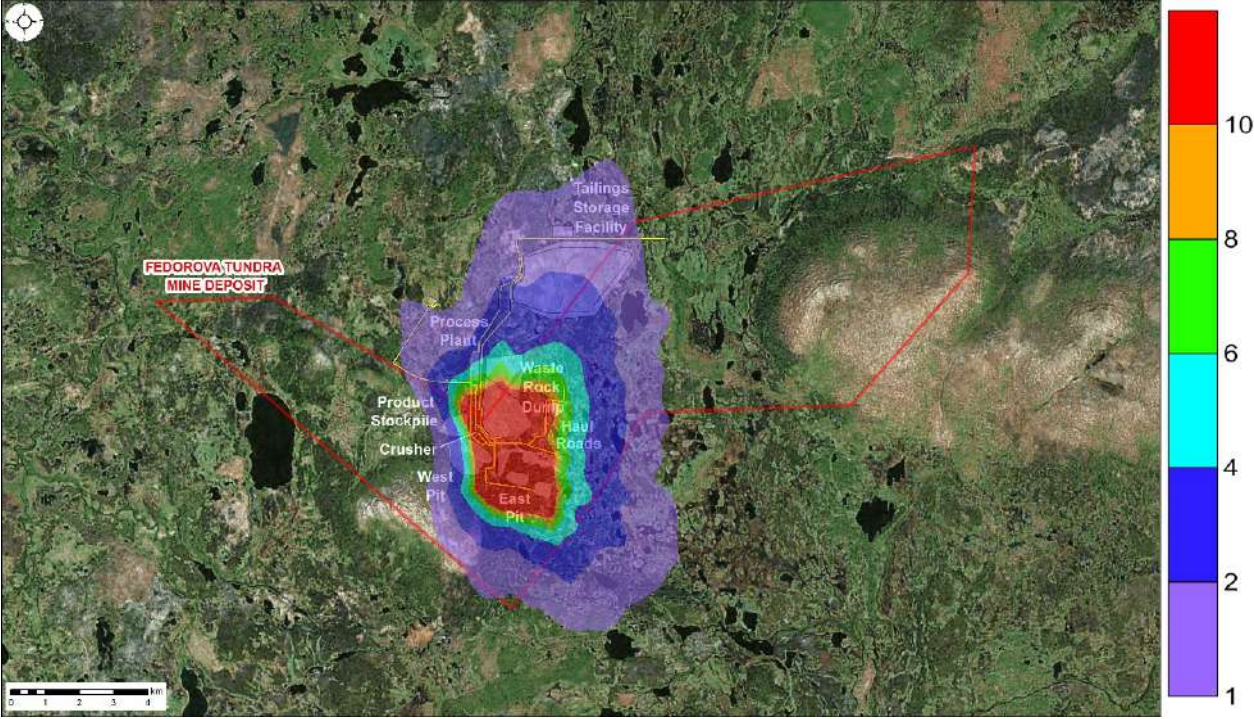 Tailings
Storage
Facility
FEDOROVA TUNDRA
MINE DEPOSIT
Process
Plant
Waste
Rock
Dump
Product
Stockpile
Haul
Roads
Crusher
West
Pit
East
Pit
km
0 1 2 3 4
10
8
6
4
2
1